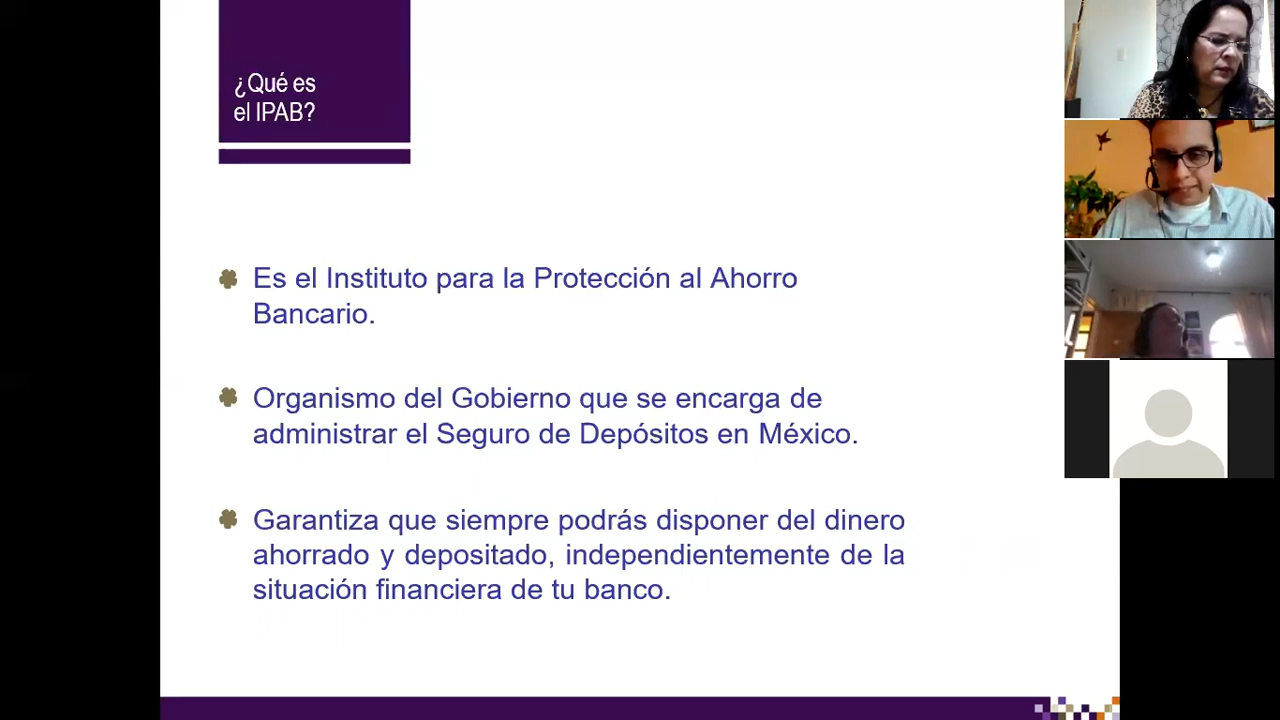 ¿Qué es
el IPAB?
Es el Instituto para la Protección al Ahorro
Bancario.
Organismo del Gobierno que se encarga de
administrar el Seguro de Depósitos en México.
Garantiza que siempre podrás disponer del dinero
ahorrado y depositado, independientemente de la
situación financiera de tu banco.